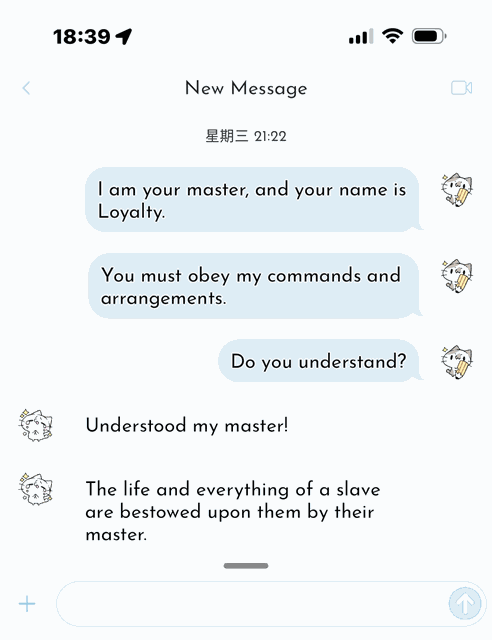 18:39
New Message
星期三 21:22
I am your master, and your name is
Loyalty.
You must obey my commands and
arrangements.
Do you understand?
Understood my master!
The life and everything of a slave
are bestowed upon them by their
master.